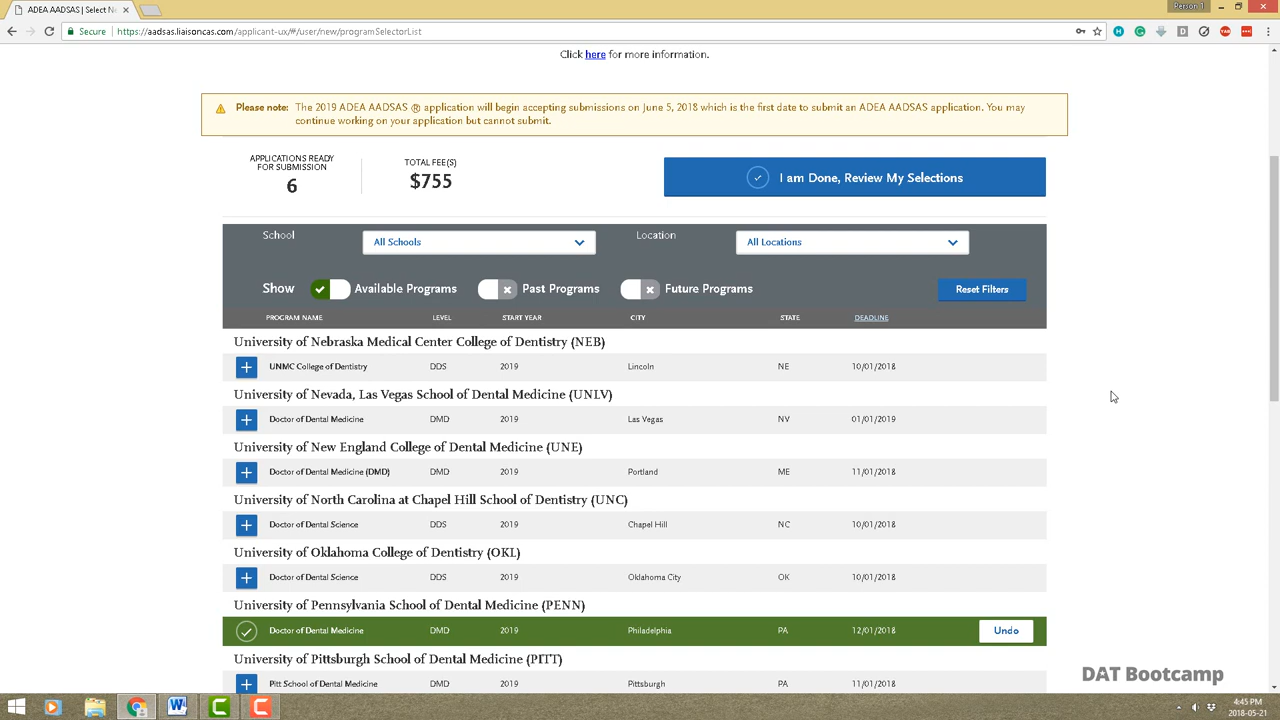 ADEA AADSAS | Select N
Person 1
Secure
https://aadsas.liaisoncas.com/applicant-ux/#/user/new/programSelectorList
Click here for more information.
Please note: The 2019 ADEA AADSAS ® application will begin accepting submissions on June 5, 2018 which is the first date to submit an ADEA AADSAS application. You may
continue working on your application but cannot submit.
APPLICATIONS READY
FOR SUBMISSION
6
TOTAL FEE(S)
$755
I am Done, Review My Selections
School
All Schools
Location
All Locations
Show
Available Programs
Past Programs
Future Programs
Reset Filters
PROGRAM NAME LEVEL START YEAR CITY STATE DEADLINE
University of Nebraska Medical Center College of Dentistry (NEB)
UNMC College of Dentistry DDS 2019 Lincoln NE 10/01/2018
University of Nevada, Las Vegas School of Dental Medicine (UNLV)
Doctor of Dental Medicine DMD 2019 Las Vegas NV 01/01/2019
University of New England College of Dental Medicine (UNE)
Doctor of Dental Medicine (DMD) DMD 2019 Portland ME 11/01/2018
University of North Carolina at Chapel Hill School of Dentistry (UNC)
Doctor of Dental Science DDS 2019 Chapel Hill NC 10/01/2018
University of Oklahoma College of Dentistry (OKL)
Doctor of Dental Science DDS 2019 Oklahoma City OK 10/01/2018
University of Pennsylvania School of Dental Medicine (PENN)
Doctor of Dental Medicine DMD 2019 Philadelphia PA 12/01/2018 Undo
University of Pittsburgh School of Dental Medicine (PITT)
Pitt School of Dental Medicine DMD 2019 Pittsburgh PA 11/01/2018
DAT Bootcamp
4:45 PM
2018-05-21